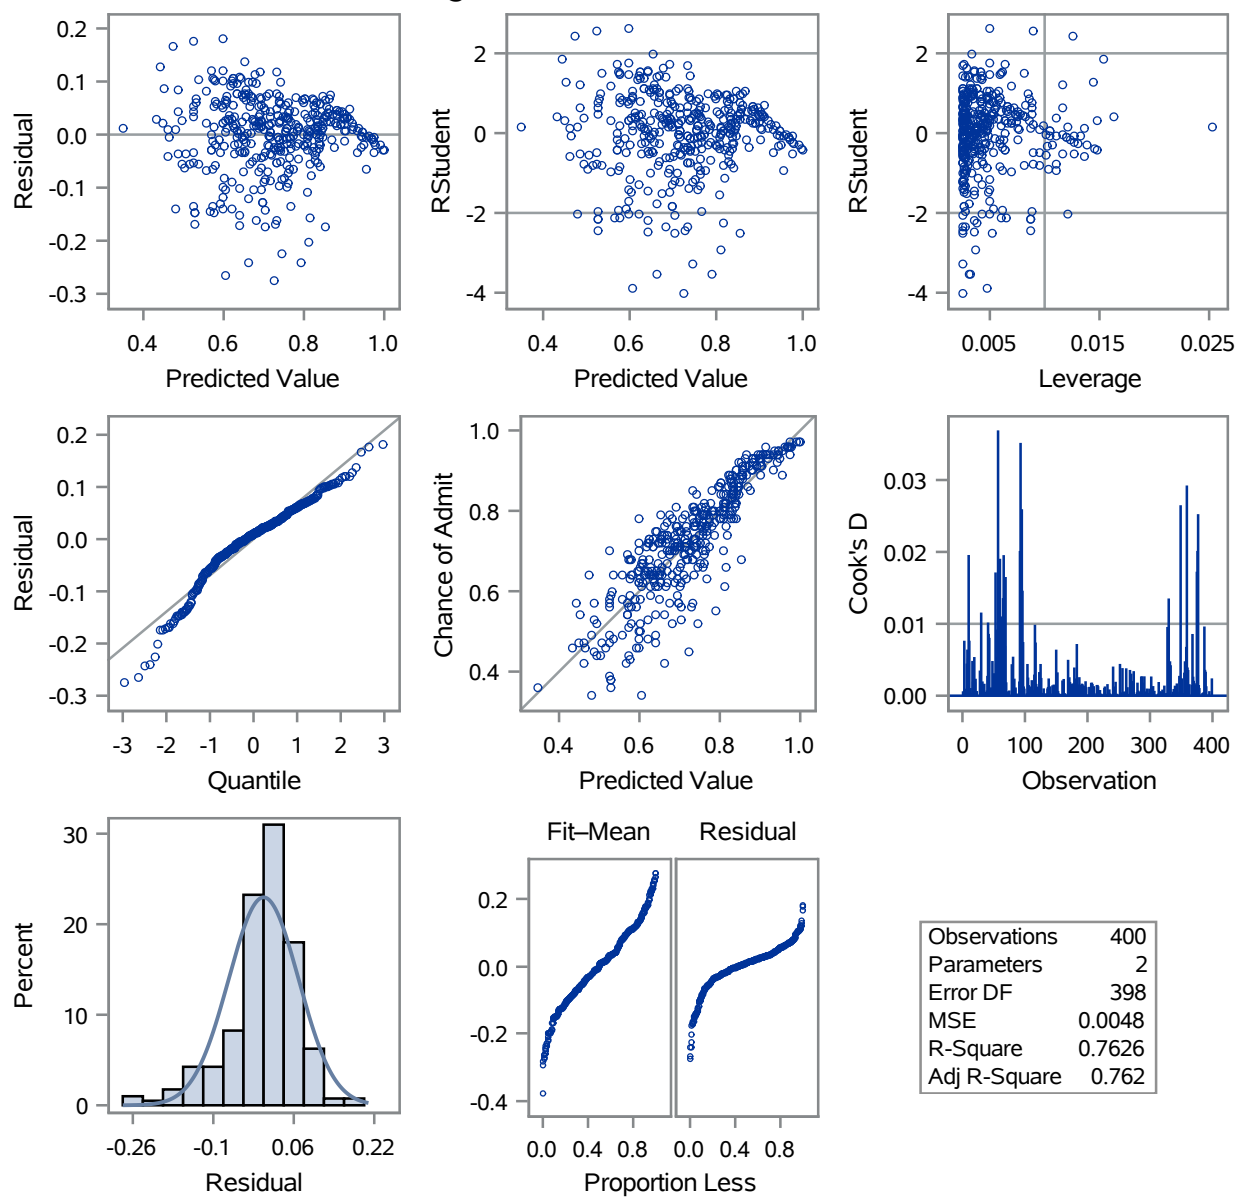 0.2
0.1
0.0
-0.1
-0.2
-0.3
Residual
0.4 0.6 0.8 1.0
Predicted Value
2
0
-2
-4
RStudent
0.4 0.6 0.8 1.0
Predicted Value
2
0
-2
-4
RStudent
0.005 0.015 0.025
Leverage
0.2
0.1
0.0
-0.1
-0.2
-0.3
Residual
-3 -2 -1 0 1 2 3
Quantile
1.0
0.8
0.6
0.4
Chance of Admit
0.4 0.6 0.8 1.0
Predicted Value
0.03
0.02
0.01
0.00
Cook's D
0 100 200 300 400
Observation
30
20
10
0
Percent
-0.26 -0.1 0.06 0.22
Residual
Fit–Mean Residual
0.2
0.0
-0.2
-0.4
0.0 0.4 0.8 0.0 0.4 0.8
Proportion Less
Observations 400
Parameters 2
Error DF 398
MSE 0.0048
R-Square 0.7626
Adj R-Square 0.762